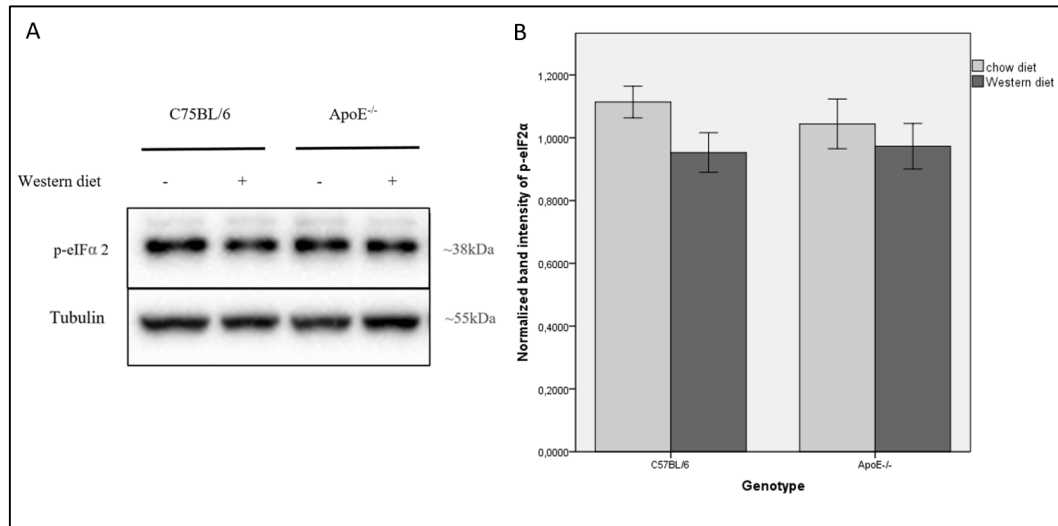 A
C75BL/6 ApoE-/-
Western diet - + - +
p-eIFα 2 ~38kDa
Tubulin ~55kDa
B
Normalized band intensity of p-eIF2α
1,2000
1,0000
0,8000
0,6000
0,4000
0,2000
0,0000
C57BL/6 ApoE-/-
Genotype
chow diet
Western diet